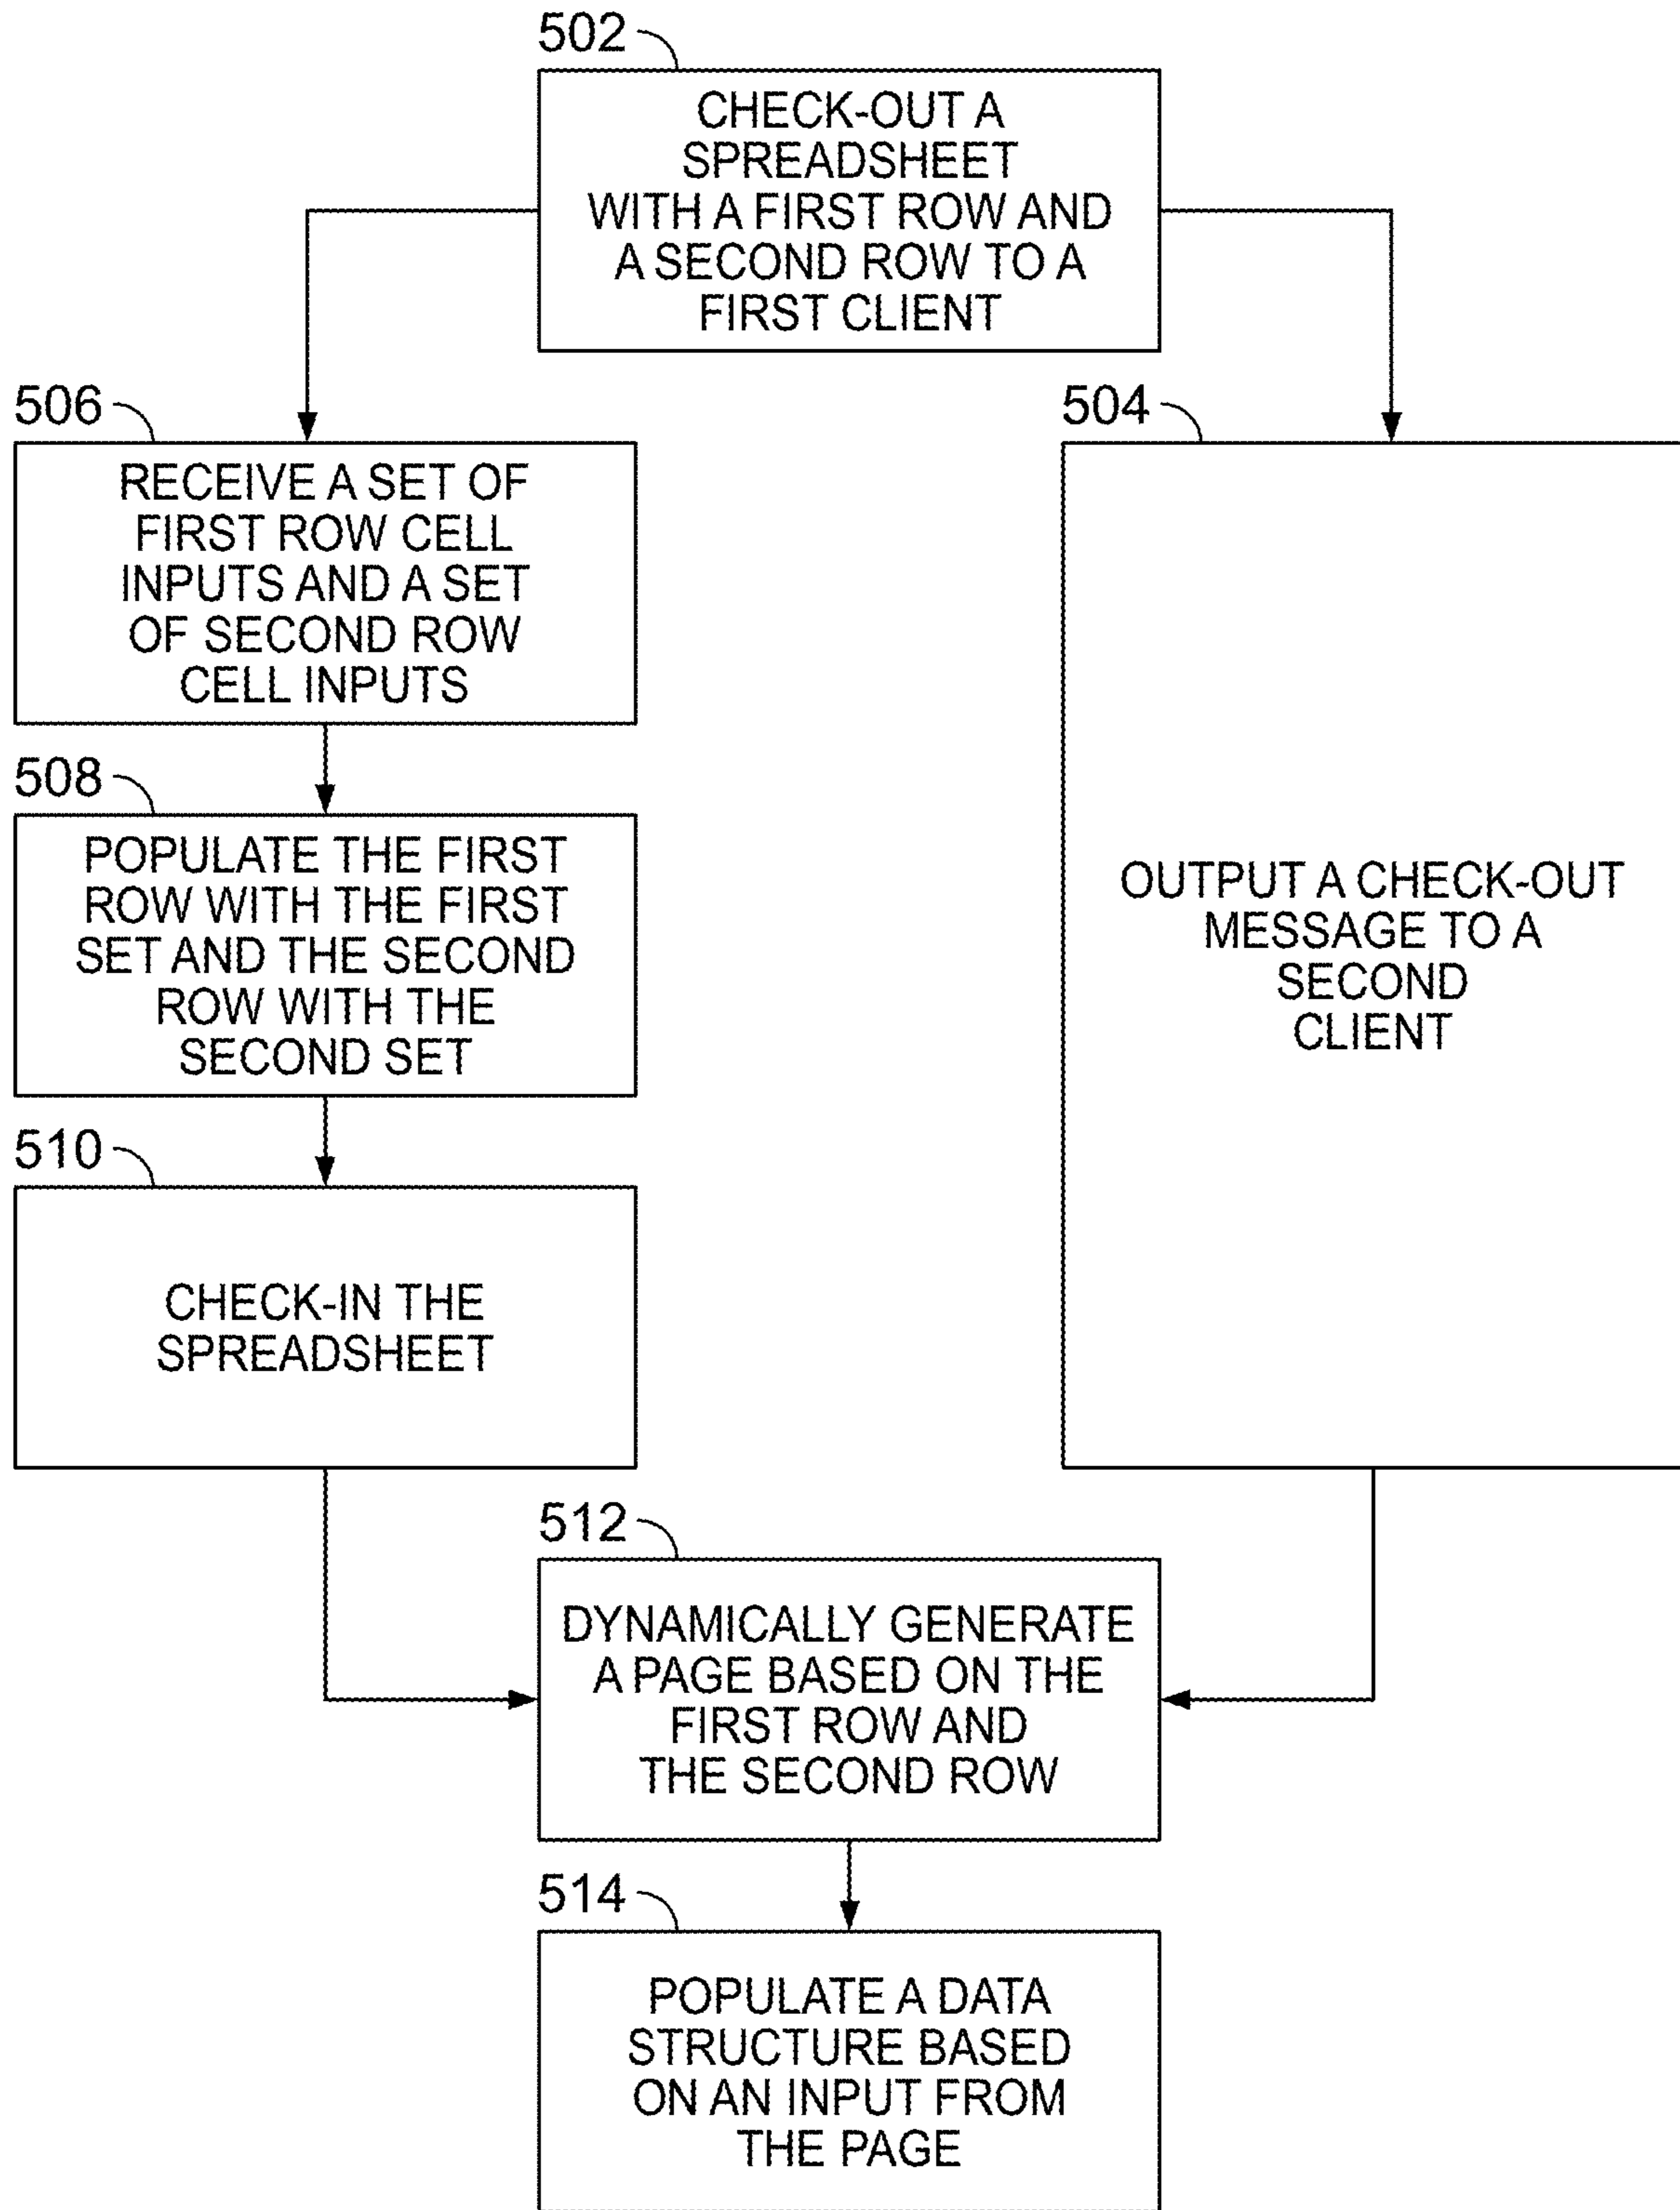 502
CHECK-OUT A
SPREADSHEET
WITH A FIRST ROW AND
A SECOND ROW TO A
FIRST CLIENT
506
RECEIVE A SET OF
FIRST ROW CELL
INPUTS AND A SET
OF SECOND ROW
CELL INPUTS
504
OUTPUT A CHECK-OUT
MESSAGE TO A
SECOND
CLIENT
508
POPULATE THE FIRST
ROW WITH THE FIRST
SET AND THE SECOND
ROW WITH THE
SECOND SET
510
CHECK-IN THE
SPREADSHEET
512
DYNAMICALLY GENERATE
A PAGE BASED ON THE
FIRST ROW AND
THE SECOND ROW
514
POPULATE A DATA
STRUCTURE BASED
ON AN INPUT FROM
THE PAGE